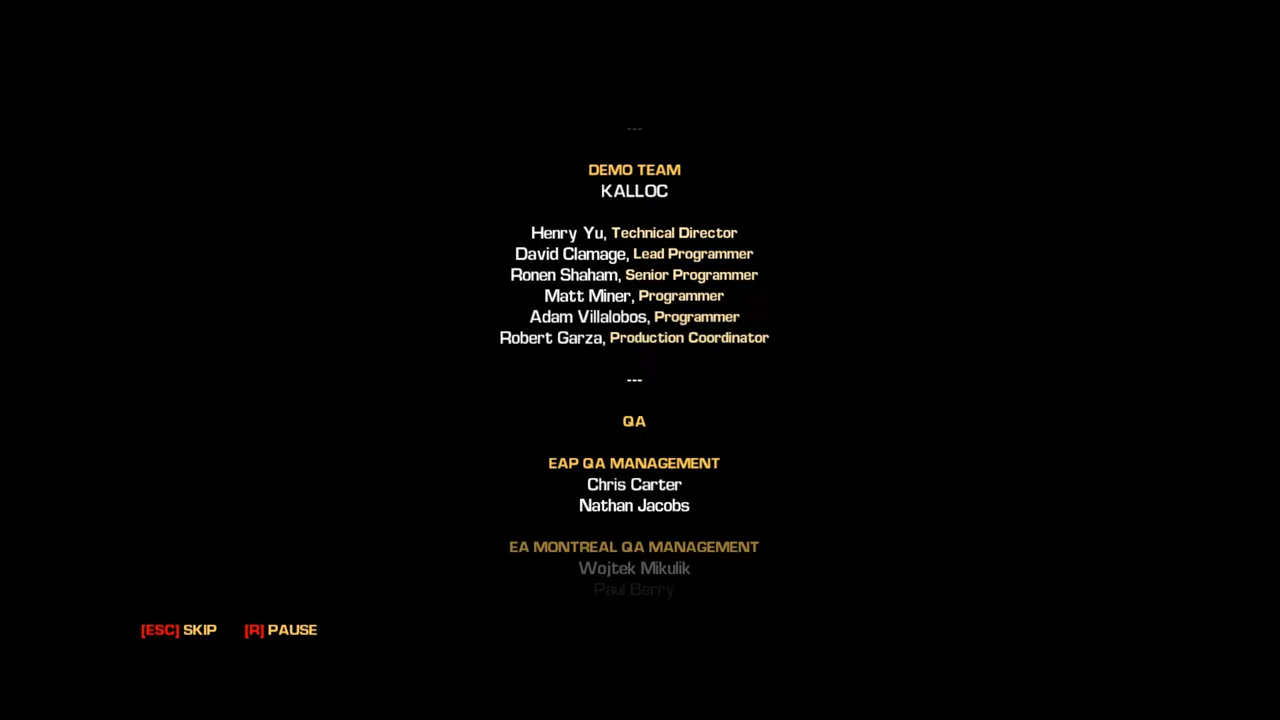 ---
DEMO TEAM
KALLOC
Henry Yu, Technical Director
David Clamage, Lead Programmer
Ronen Shaham, Senior Programmer
Matt Miner, Programmer
Adam Villalobos, Programmer
Robert Garza, Production Coordinator
---
QA
EAP QA MANAGEMENT
Chris Carter
Nathan Jacobs
EA MONTREAL QA MANAGEMENT
Wojtek Mikulik
Paul Berry
[ESC] SKIP [R] PAUSE